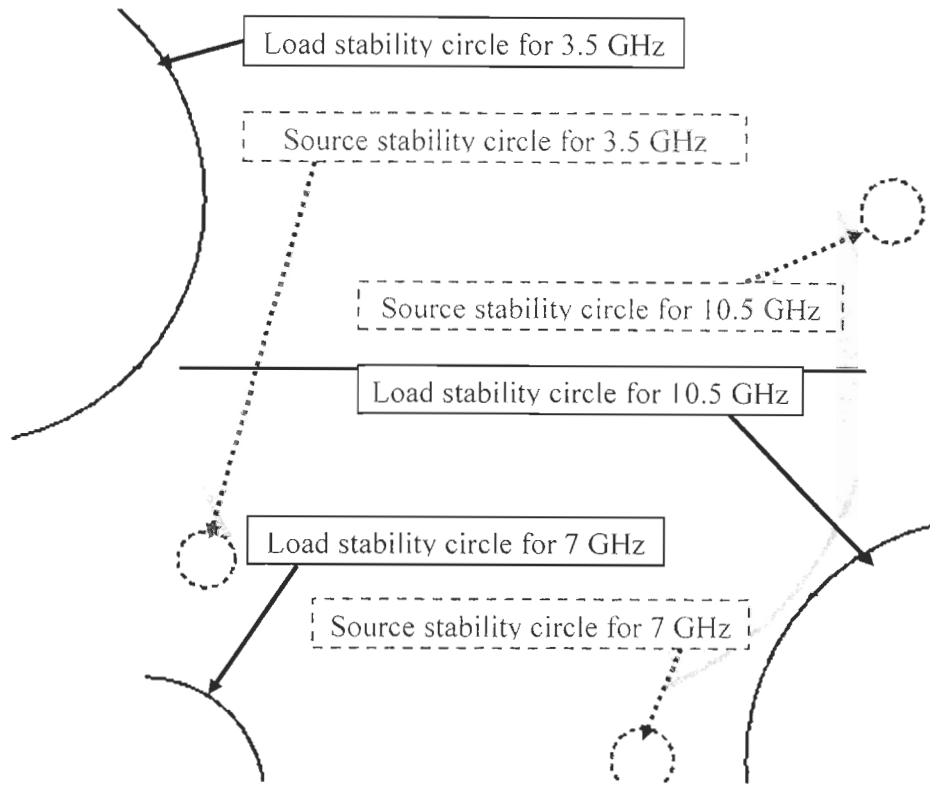 Load stability circle for 3.5 GHz
Source stability circle for 3.5 GHz
Source stability circle for 10.5 GHz
Load stability circle for 10.5 GHz
Load stability circle for 7 GHz
Source stability circle for 7 GHz